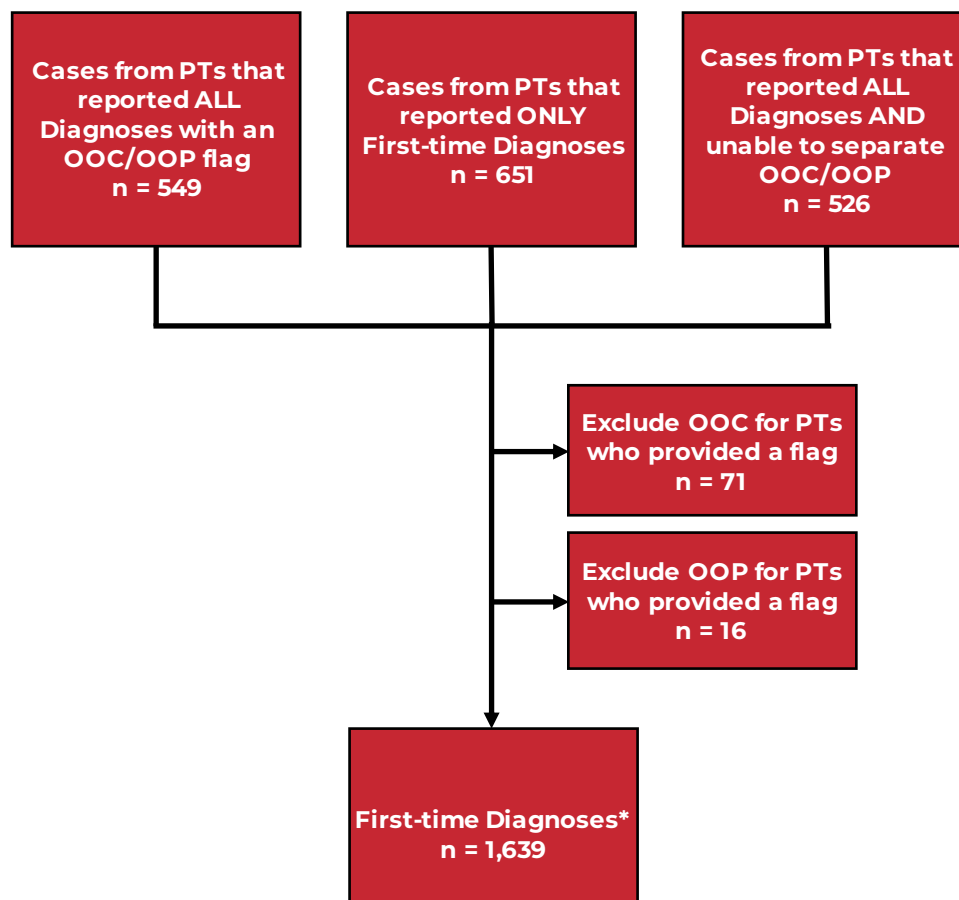 Cases from PTs that
reported ALL
Diagnoses with an
OOC/OOP flag
n = 549
Cases from PTs that
reported ONLY
First-time Diagnoses
n = 651
Cases from PTs that
reported ALL
Diagnoses AND
unable to separate
OOC/OOP
n = 526
Exclude OOC for PTs
who provided a flag
n = 71
Exclude OOP for PTs
who provided a flag
n = 16
First-time Diagnoses*
n = 1,639